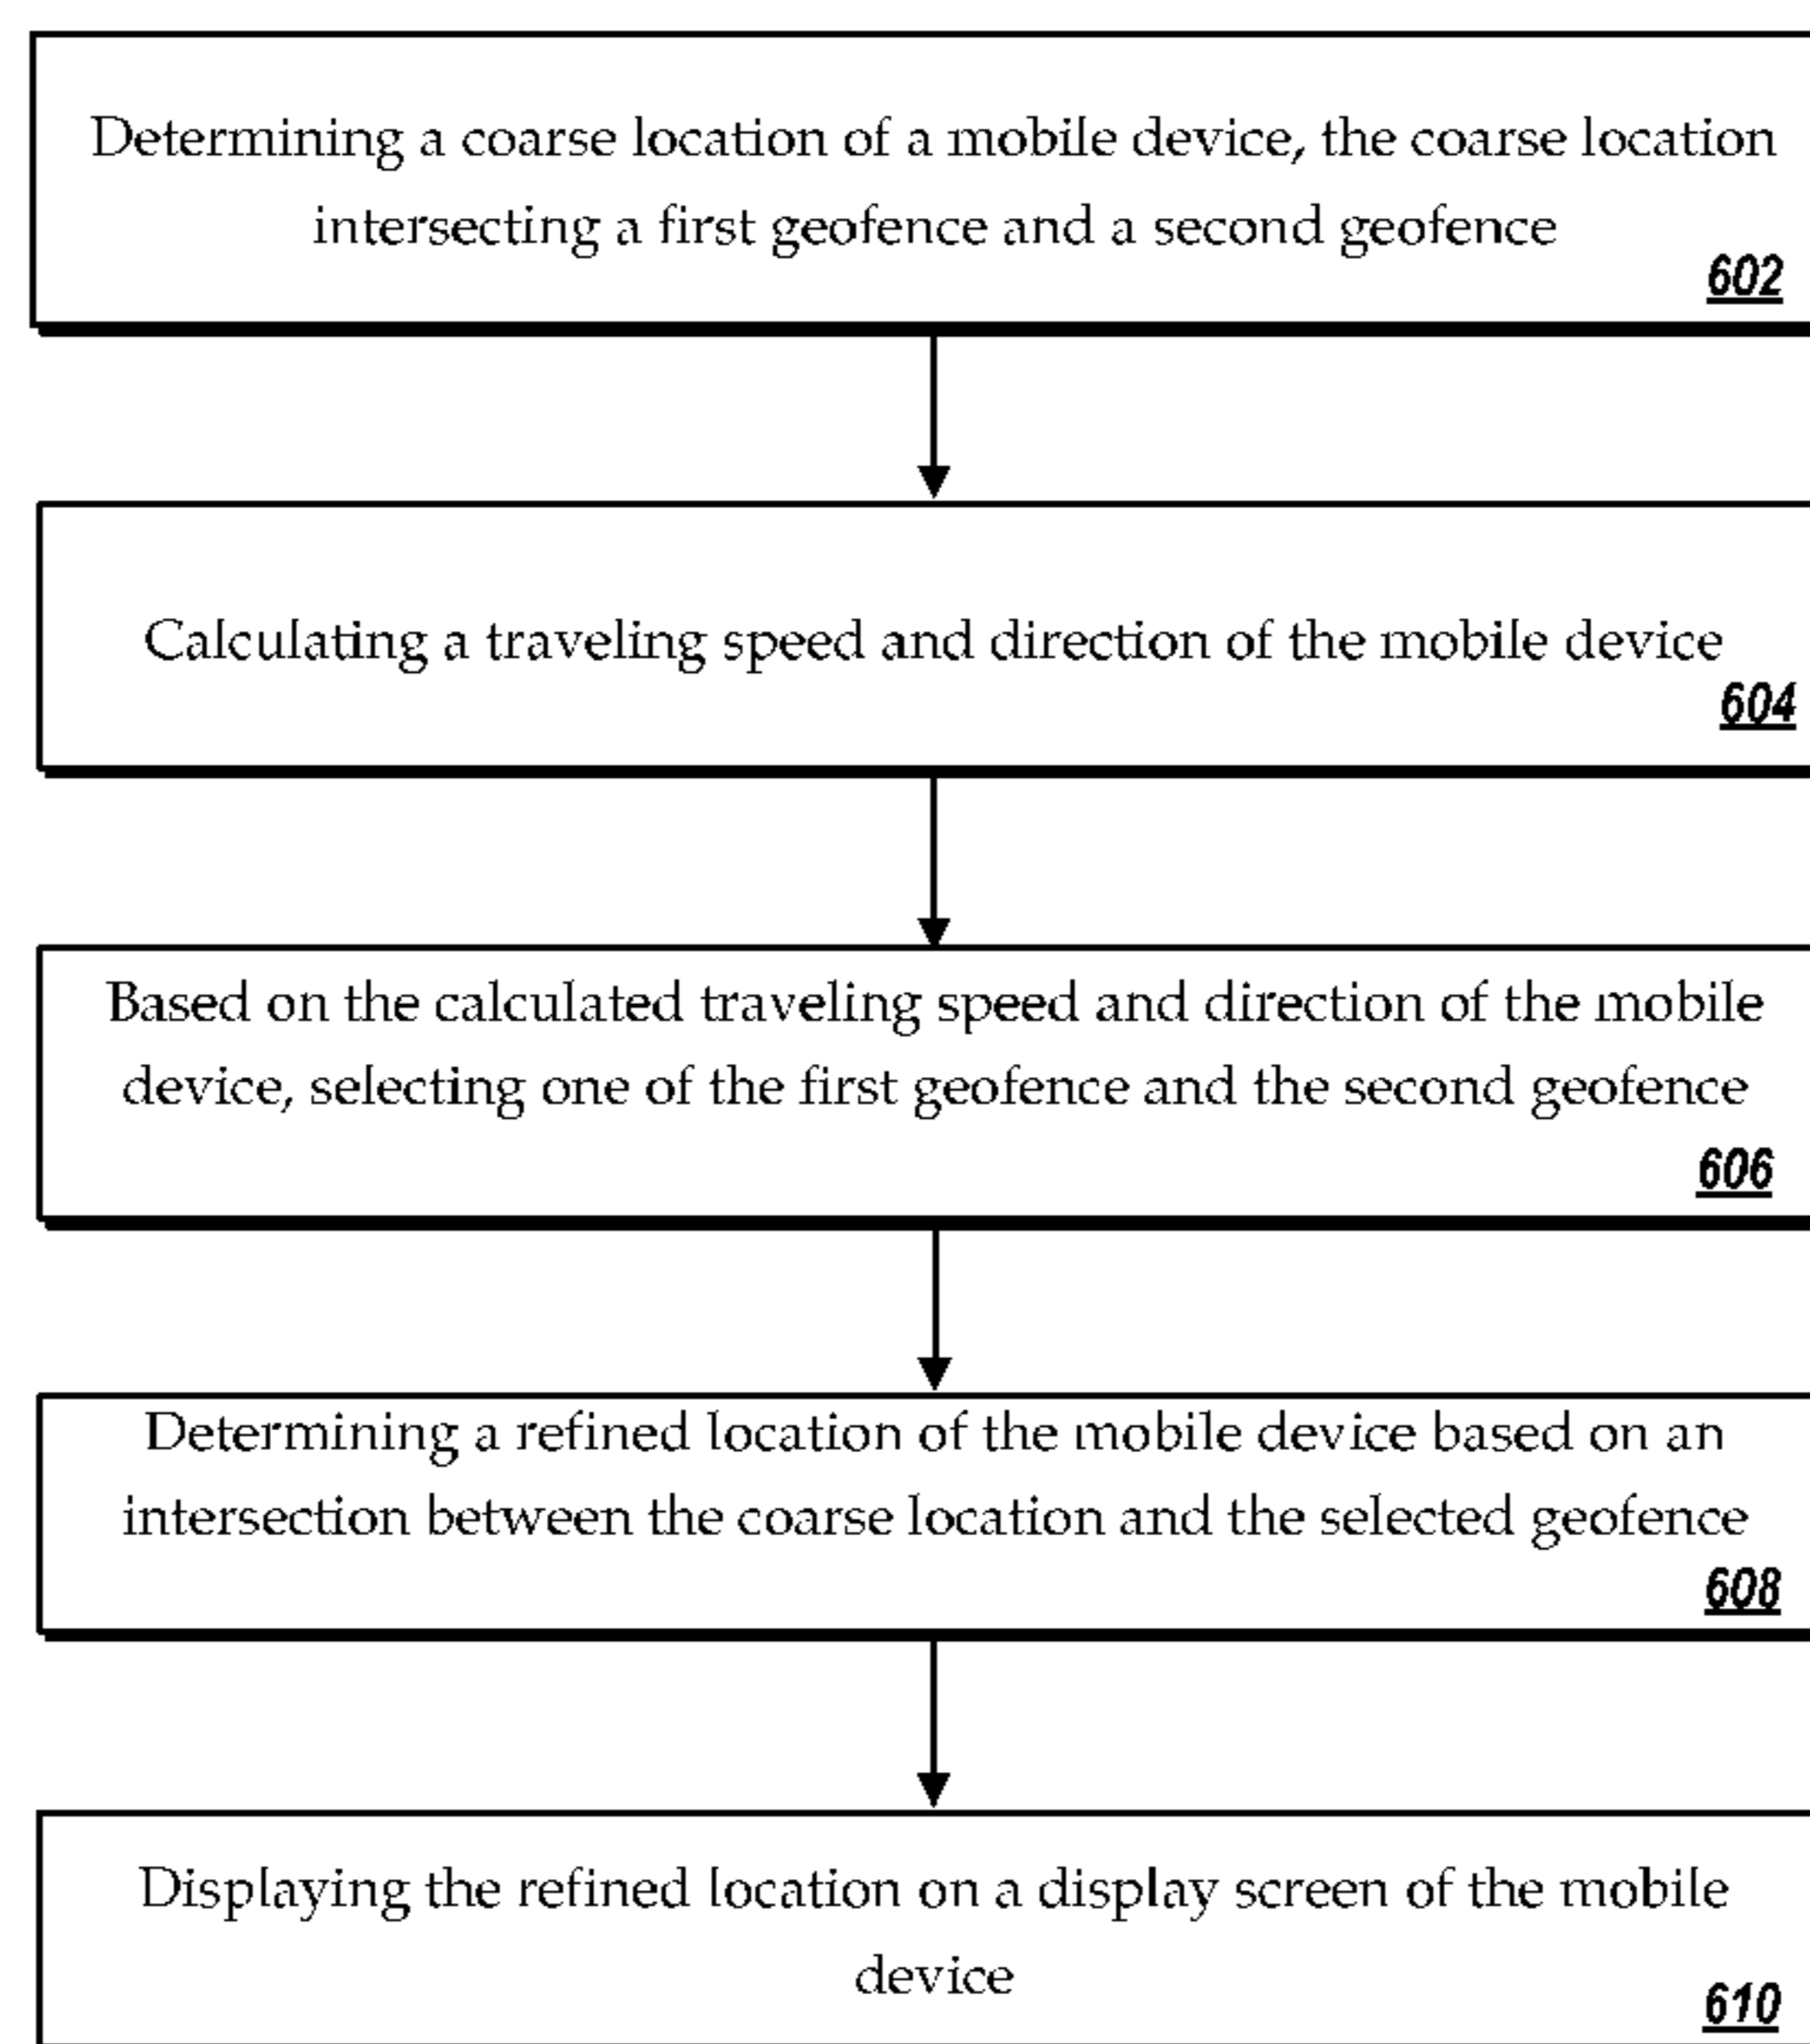 Determining a coarse location of a mobile device, the coarse location
intersecting a first geofence and a second geofence
602
Calculating a traveling speed and direction of the mobile device
604
Based on the calculated traveling speed and direction of the mobile
device, selecting one of the first geofence and the second geofence
606
Determining a refined location of the mobile device based on an
intersection between the coarse location and the selected geofence
608
Displaying the refined location on a display screen of the mobile
device
610